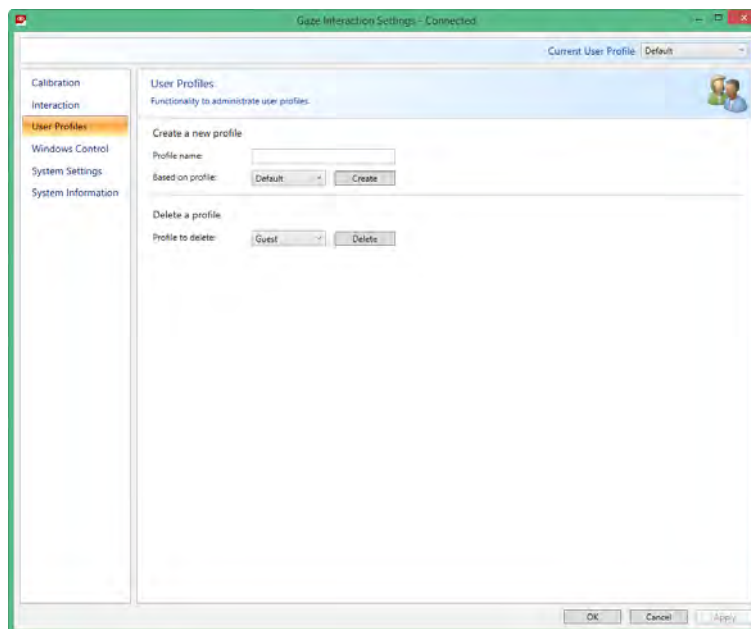 Gaze Interaction Settings - Connected
Current User Profile Default
Calibration
Interaction
User Profiles
Windows Control
System Settings
System Information
User Profiles
Functionality to administrate user profiles.
Create a new profile
Profile name:
Based on profile: Default Create
Delete a profile
Profile to delete: Guest Delete
OK Cancel Apply